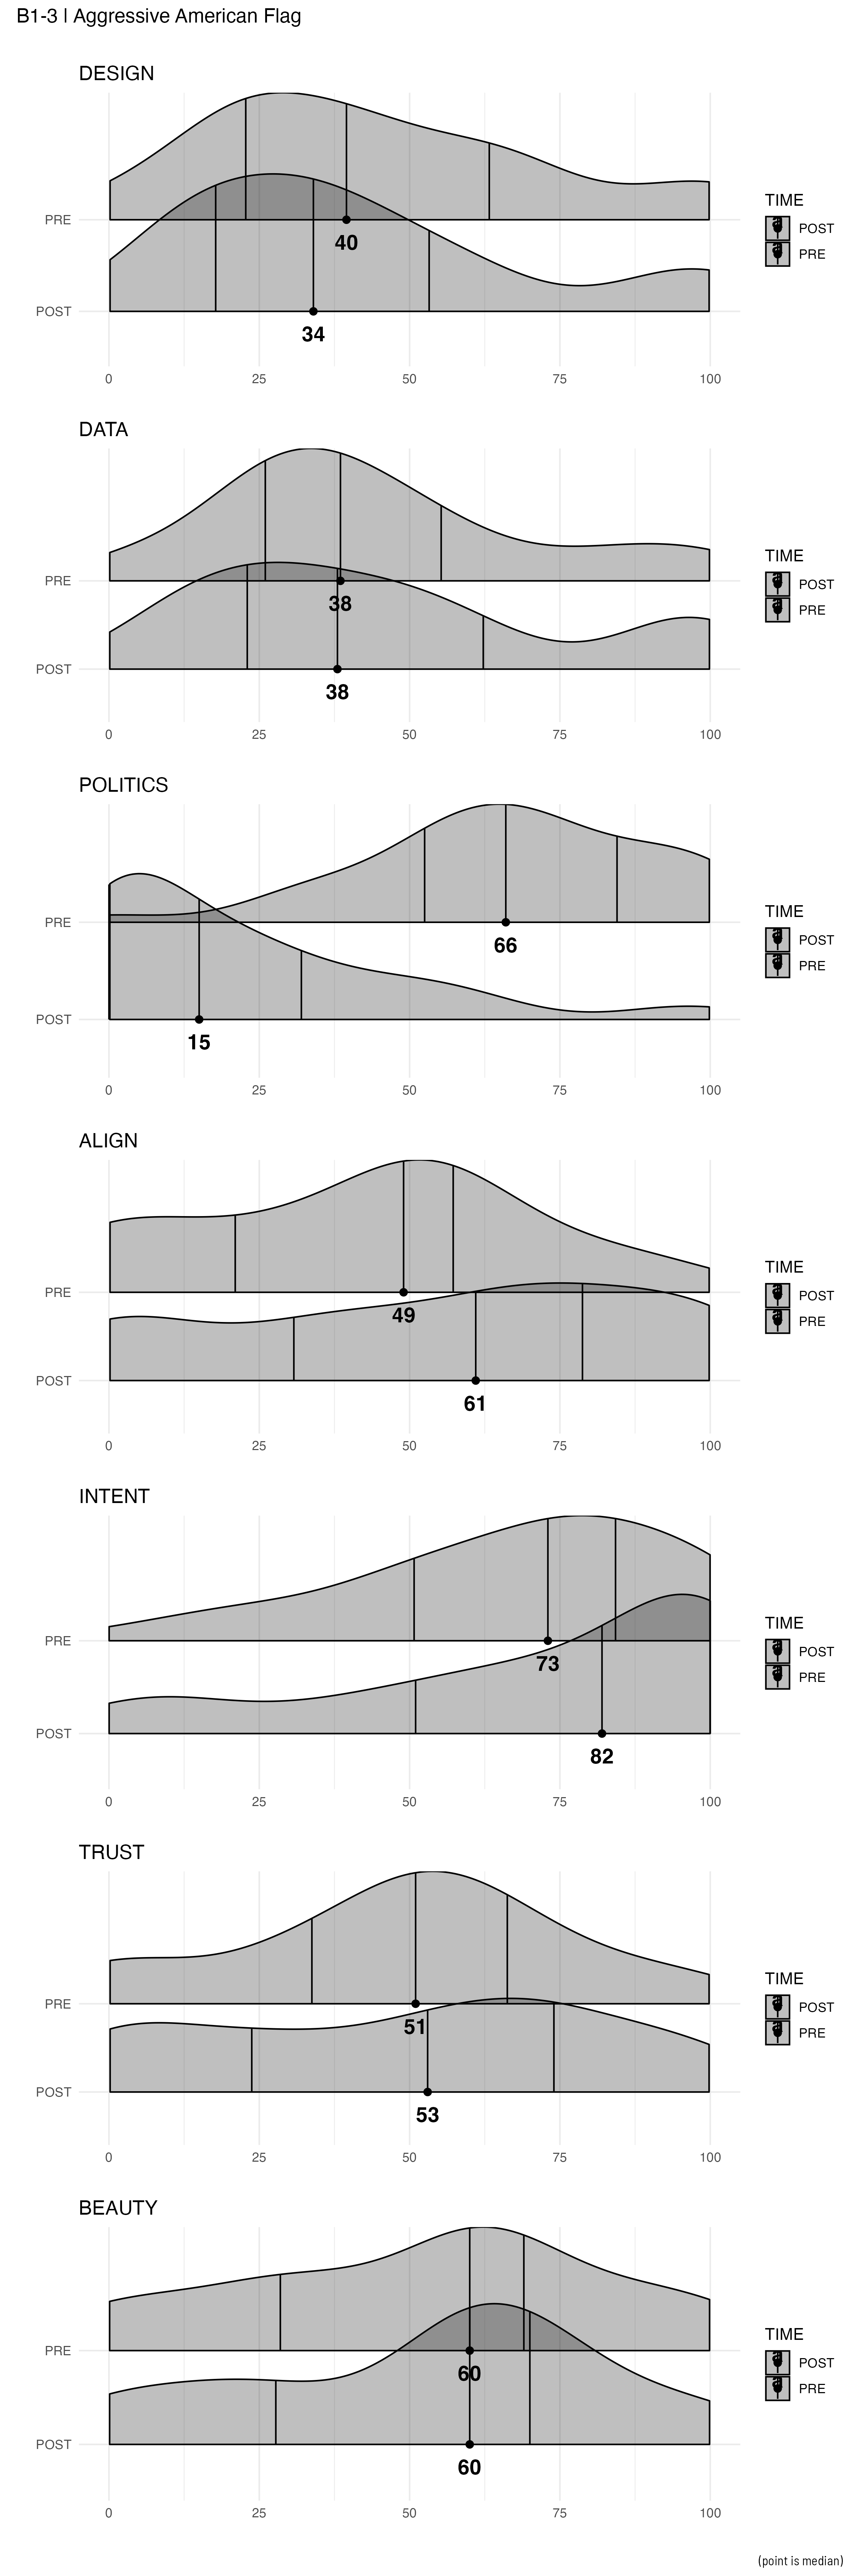 B1-3 | Aggressive American Flag
DESIGN
PRE
40
POST
34
0 25 50 75 100
TIME
POST
PRE
DATA
PRE
38
POST
38
0 25 50 75 100
TIME
POST
PRE
POLITICS
PRE
66
POST
15
0 25 50 75 100
TIME
POST
PRE
ALIGN
PRE
49
POST
61
0 25 50 75 100
TIME
POST
PRE
INTENT
PRE
73
POST
82
0 25 50 75 100
TIME
POST
PRE
TRUST
PRE
51
POST
53
0 25 50 75 100
TIME
POST
PRE
BEAUTY
PRE
60
POST
60
0 25 50 75 100
TIME
POST
PRE
(point is median)